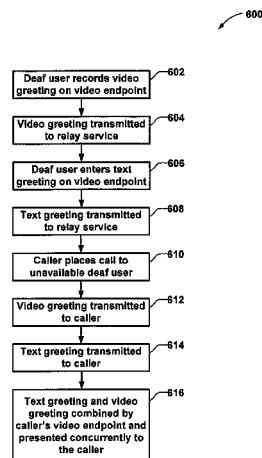 600
Deaf user records video
greeting on video endpoint
602
Video greeting transmitted
to relay service
604
Deaf user enters text
greeting on video endpoint
606
Text greeting transmitted
to relay service
608
Caller places call to
unavailable deaf user
610
Video greeting transmitted
to caller
612
Text greeting transmitted
to caller
614
Text greeting and video
greeting combined by
caller's video endpoint and
presented concurrently to
the caller
616